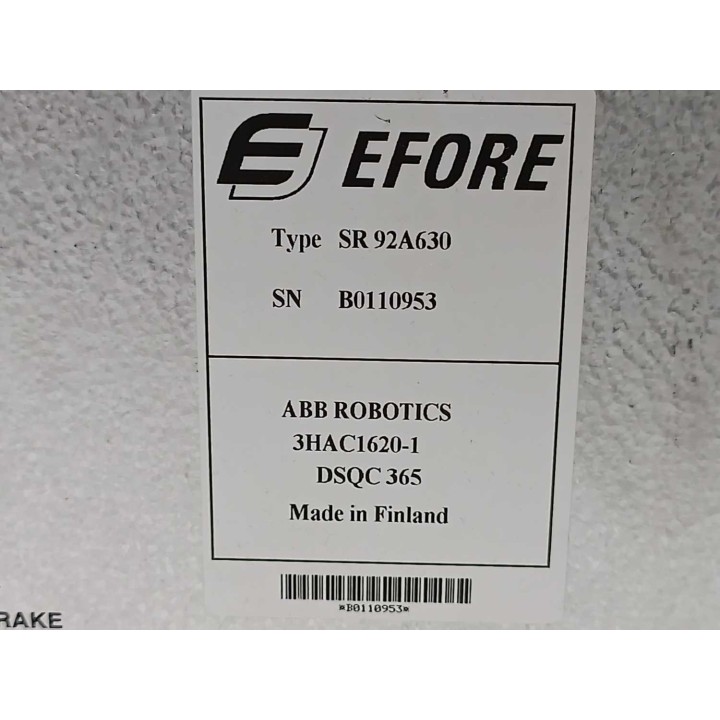 EFORE
Type SR 92A630
SN B0110953
ABB ROBOTICS
3HAC1620-1
DSQC 365
Made in Finland
*B0110953*
RAKE